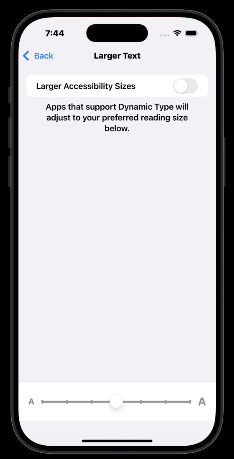 7:44
Back
Larger Text
Larger Accessibility Sizes
Apps that support Dynamic Type will
adjust to your preferred reading size
below.
A A